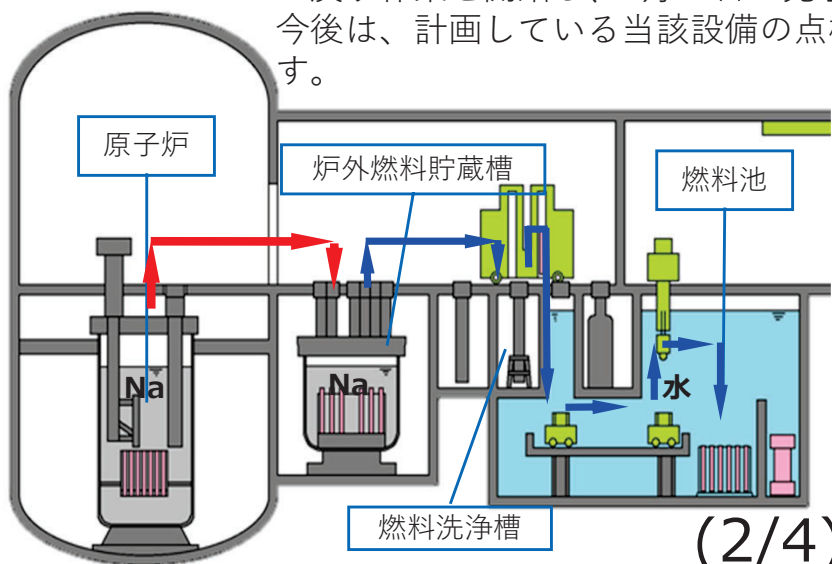 今後は、計画している当該設備の点検
す。
原子炉
炉外燃料貯蔵槽
燃料池
Na
Na
水
燃料洗浄槽
(2/4)